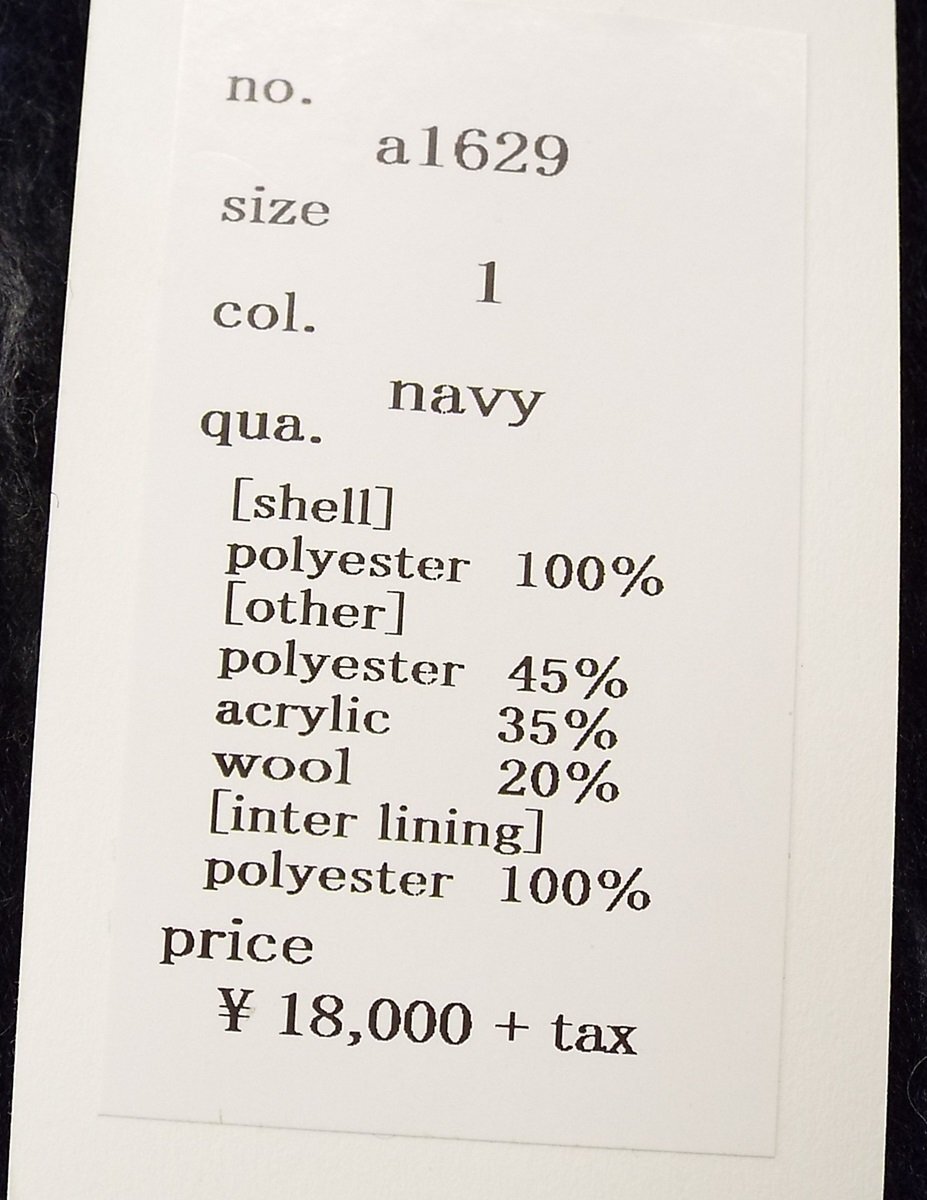 no.
a1629
size
1
col.
navy
qua.
[shell]
polyester 100%
[other]
polyester 45%
acrylic 35%
wool 20%
[inter lining]
polyester 100%
price
¥ 18,000 + tax